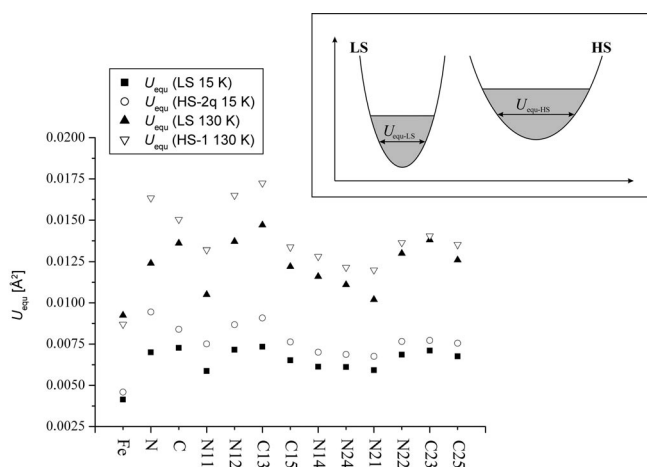 LS
HS
Uequ-LS
Uequ-HS
Uequ (LS 15 K)
Uequ (HS-2q 15 K)
Uequ (LS 130 K)
Uequ (HS-1 130 K)
0.0200
0.0175
0.0150
0.0125
0.0100
0.0075
0.0050
0.0025
Uequ [Å²]
Fe
N
C
N11
N12
C13
C15
N14
N24
N21
N22
C23
C25